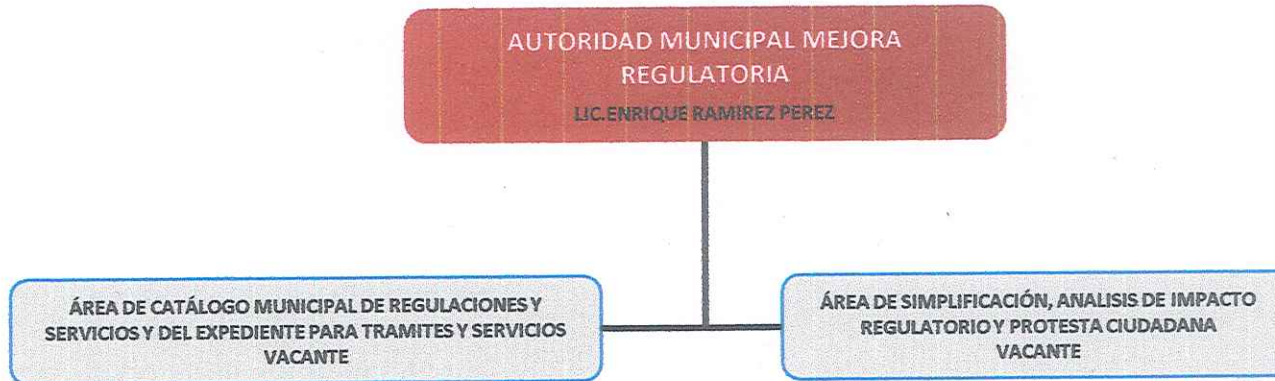 AUTORIDAD MUNICIPAL MEJORA
REGULATORIA
LIC.ENRIQUE RAMIREZ PEREZ
ÁREA DE CATÁLOGO MUNICIPAL DE REGULACIONES Y
SERVICIOS Y DEL EXPEDIENTE PARA TRAMITES Y SERVICIOS
VACANTE
ÁREA DE SIMPLIFICACIÓN, ANALISIS DE IMPACTO
REGULATORIO Y PROTESTA CIUDADANA
VACANTE